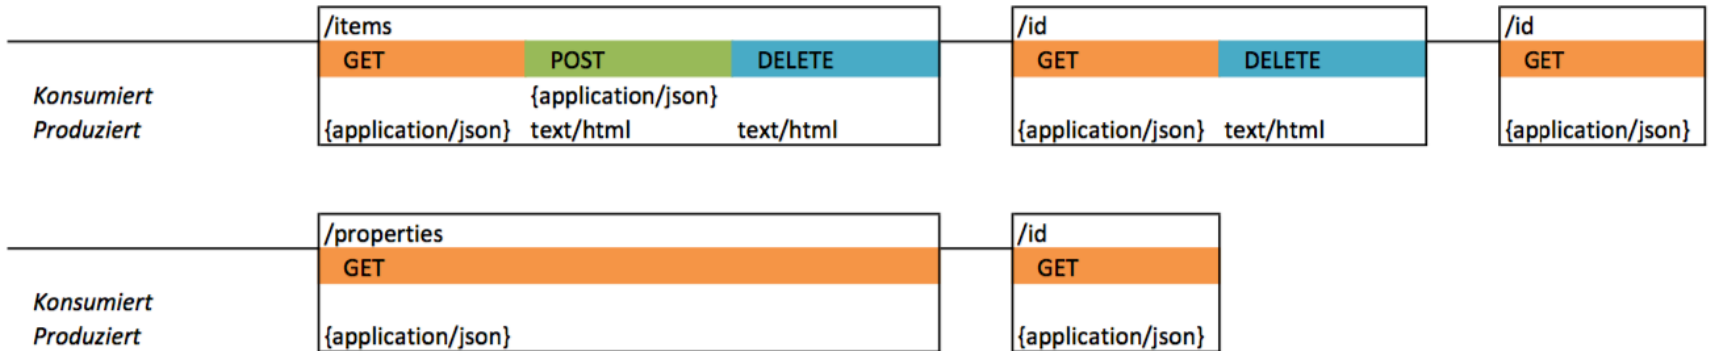 /items /id /id
GET POST DELETE GET DELETE GET
Konsumiert {application/json}
Produziert {application/json} text/html text/html {application/json} text/html {application/json}
/properties /id
GET GET
Konsumiert
Produziert {application/json} {application/json}